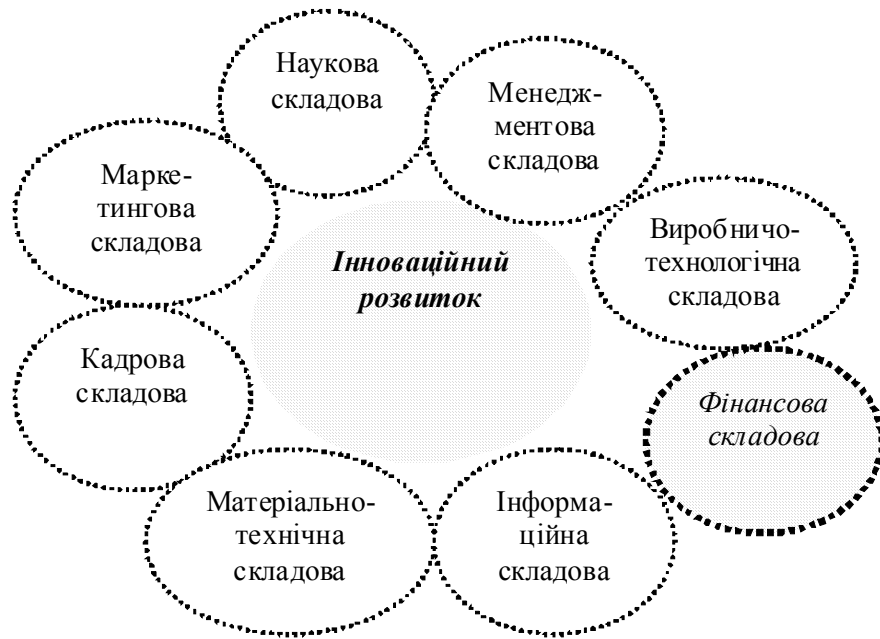 Наукова
складова
Менедж-
ментова
складова
Марке-
тингова
складова
Виробничо-
технологічна
складова
Інноваційний
розвиток
Кадрова
складова
Фінансова
складова
Матеріально-
технічна
складова
Інформа-
ційна
складова